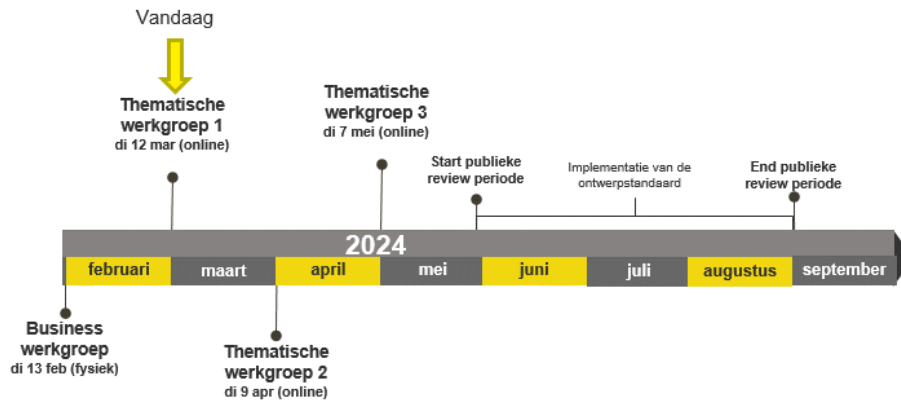 Vandaag
Thematische
werkgroep 1
di 12 mar (online)
Thematische
werkgroep 3
di 7 mei (online)
Start publieke
review periode
Implementatie van de
ontwerpstandaard
End publieke
review periode
2024
februari
maart
april
mei
juni
juli
augustus
september
Business
werkgroep
di 13 feb (fysiek)
Thematische
werkgroep 2
di 9 apr (online)